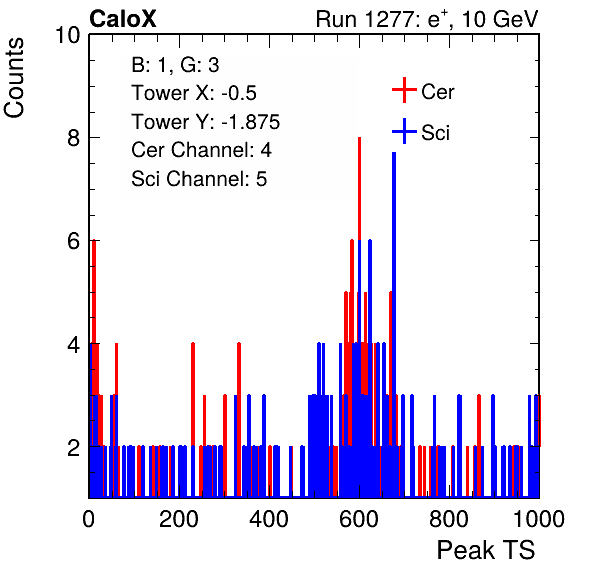 CaloX Run 1277: e+, 10 GeV
Counts
10
8
6
4
2
B: 1, G: 3
Tower X: -0.5
Tower Y: -1.875
Cer Channel: 4
Sci Channel: 5
Cer
Sci
0 200 400 600 800 1000
Peak TS